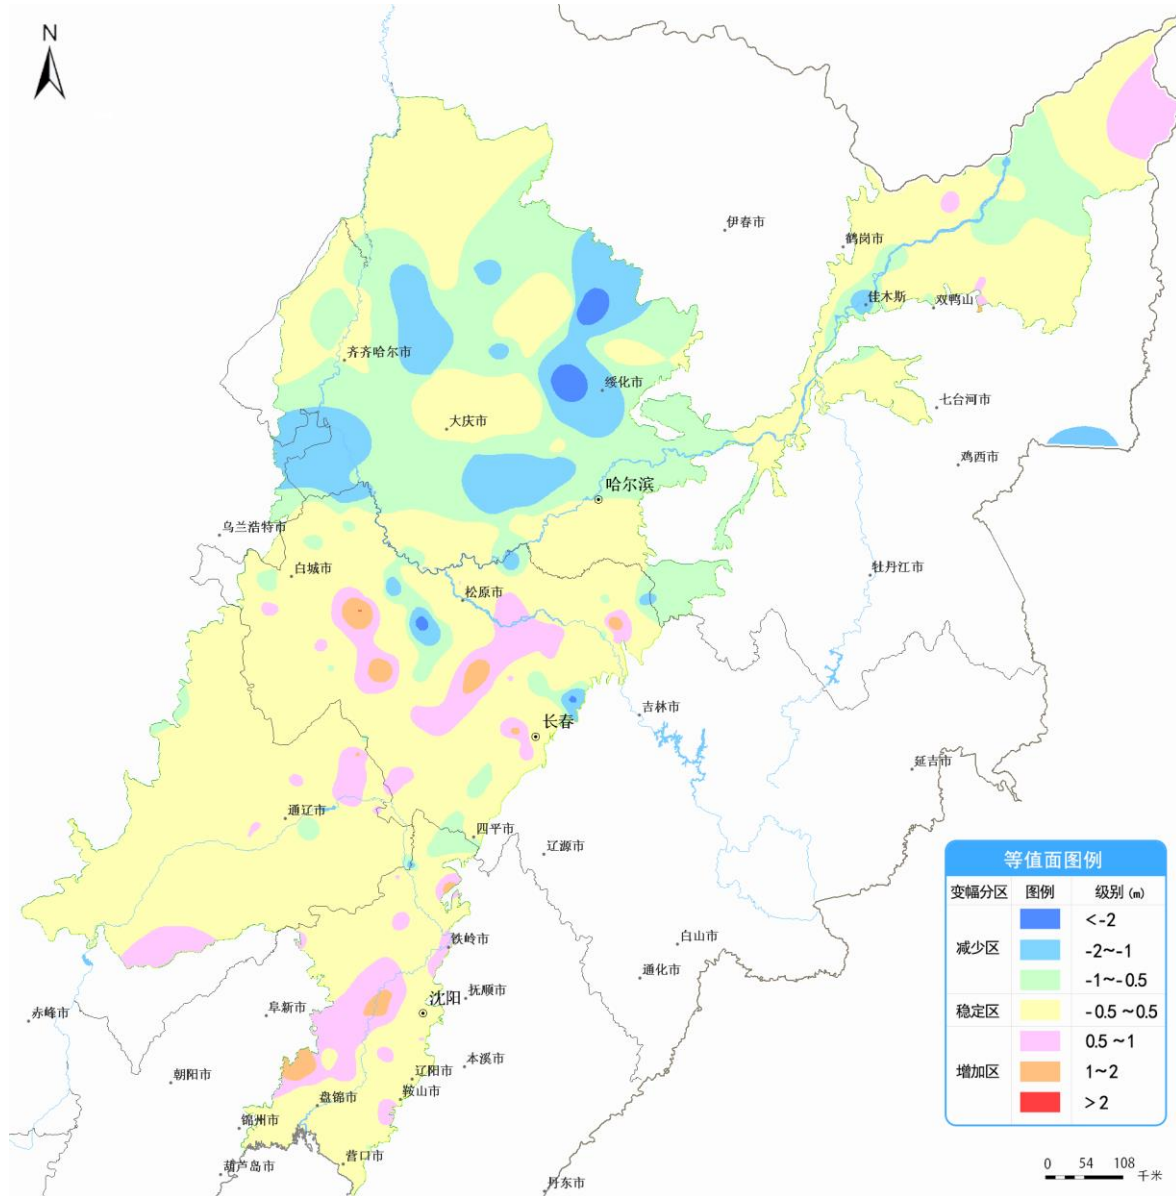 N
伊春市
鹤岗市
佳木斯
双鸭山
齐齐哈尔市
绥化市
大庆市
七台河市
鸡西市
哈尔滨
乌兰浩特市
白城市
松原市
牡丹江市
吉林市
长春
延吉市
通辽市
四平市
辽源市
白山市
铁岭市
通化市
抚顺市
沈阳
阜新市
赤峰市
本溪市
辽阳市
朝阳市
鞍山市
盘锦市
锦州市
营口市
葫芦岛市
丹东市
等值面图例
变幅分区 图例 级别 (m)
<-2
减少区 -2~-1
-1~-0.5
稳定区 -0.5~0.5
0.5~1
增加区 1~2
>2
0 54 108
千米